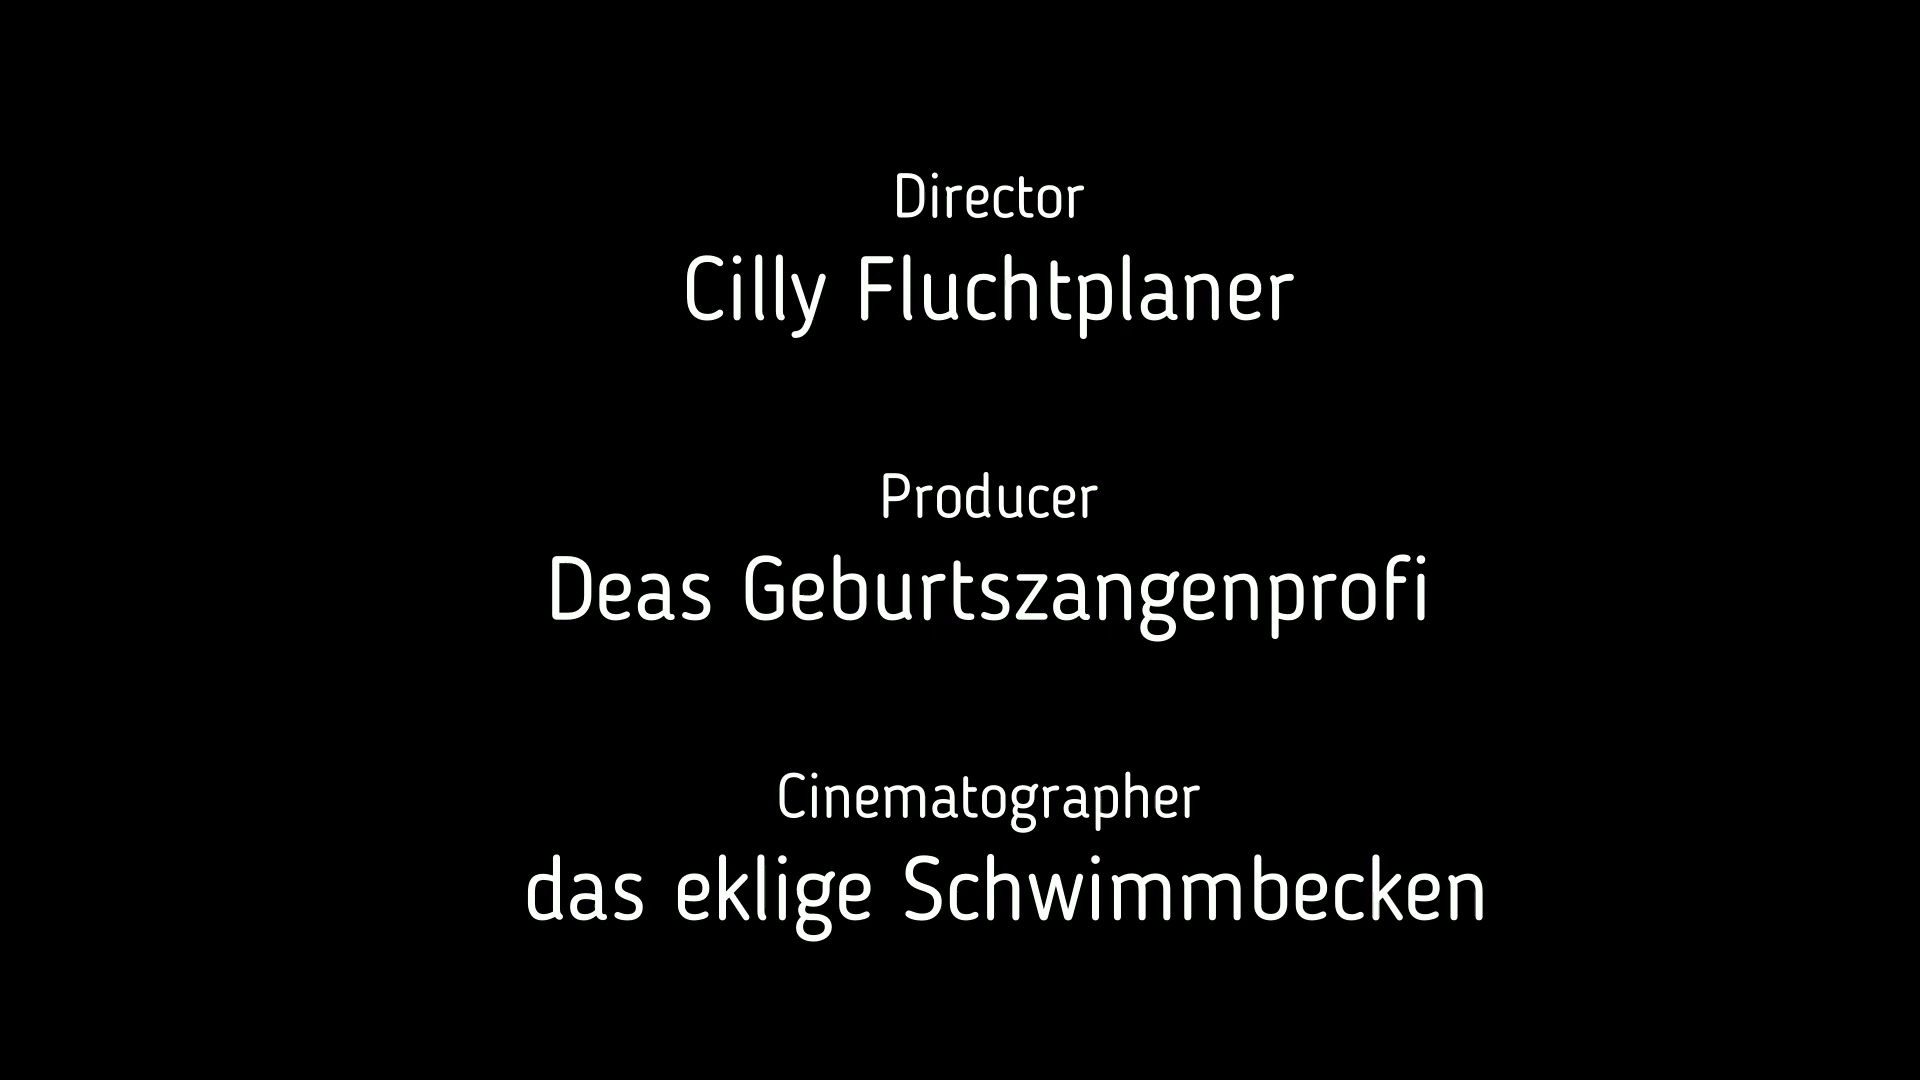 Director
Cilly Fluchtplaner
Producer
Deas Geburtszangenprofi
Cinematographer
das eklige Schwimmbecken